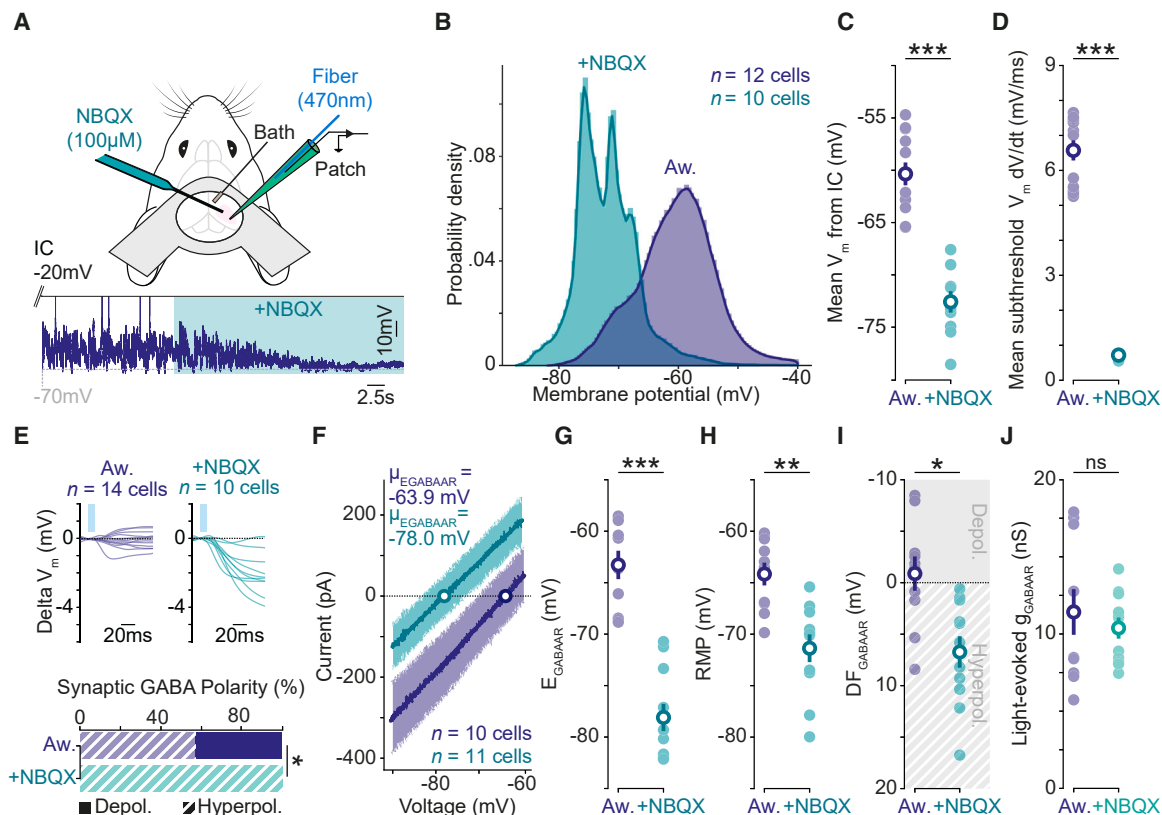 A
NBQX
(100µM)
Fiber
(470nm)
Bath
Patch
IC
-20mV
+NBQX
10mV
-70mV
2.5s
B
+NBQX
n = 12 cells
n = 10 cells
Aw.
Probability density
.08
.04
0
-80
-60
-40
Membrane potential (mV)
C
***
Mean Vm from IC (mV)
-55
-65
-75
Aw. +NBQX
D
***
Mean subthreshold Vm dV/dt (mV/ms)
9
6
3
0
Aw. +NBQX
E
Aw.
n = 14 cells
+NBQX
n = 10 cells
Delta Vm (mV)
0
-4
20ms
0
-4
20ms
Synaptic GABA Polarity (%)
0 40 60 80
Aw.
+NBQX
*
Depol. Hyperpol.
F
µEGABAAR =
-63.9 mV
µEGABAAR =
-78.0 mV
Current (pA)
200
0
-200
-400
n = 10 cells
n = 11 cells
-80
-60
Voltage (mV)
G
***
EGABAAR (mV)
-60
-70
-80
Aw. +NBQX
H
**
RMP (mV)
-60
-70
-80
Aw. +NBQX
I
*
DFGABAAR (mV)
-10
0
10
20
Depol.
Hyperpol.
Aw. +NBQX
J
ns
Light-evoked gGABAAR (nS)
20
10
0
Aw. +NBQX